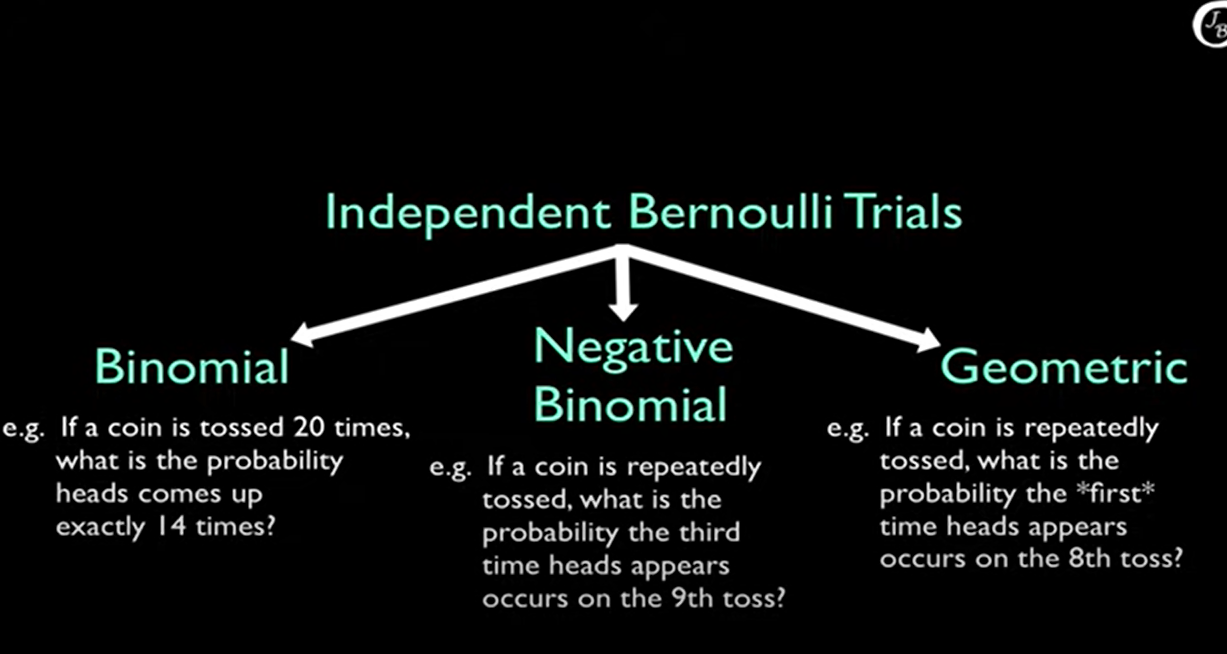 JB
Independent Bernoulli Trials
Binomial
e.g. If a coin is tossed 20 times,
what is the probability
heads comes up
exactly 14 times?
Negative
Binomial
e.g. If a coin is repeatedly
tossed, what is the
probability the third
time heads appears
occurs on the 9th toss?
Geometric
e.g. If a coin is repeatedly
tossed, what is the
probability the *first*
time heads appears
occurs on the 8th toss?